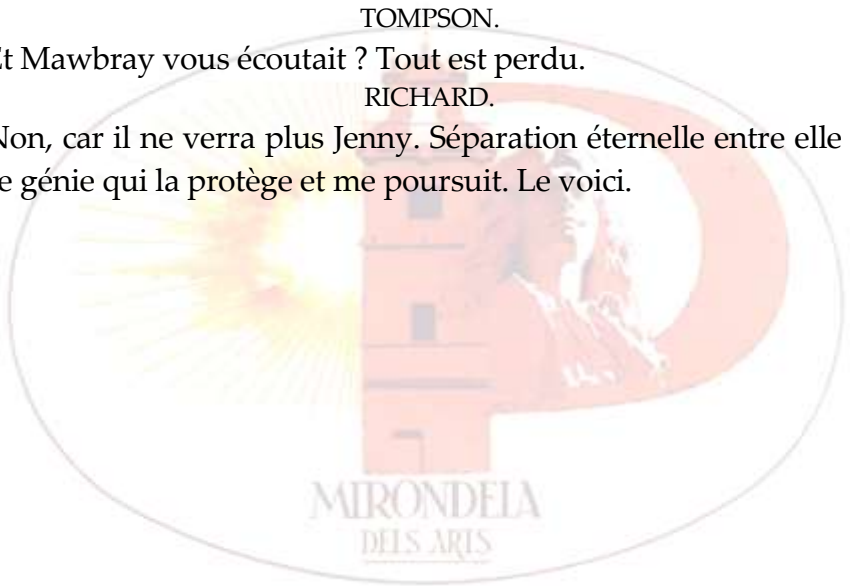 TOMPSON.
Et Mawbray vous écoutait ? Tout est perdu.
RICHARD.
Non, car il ne verra plus Jenny. Séparation éternelle entre elle
le génie qui la protège et me poursuit. Le voici.
MIRONDELA
DELS ARTS